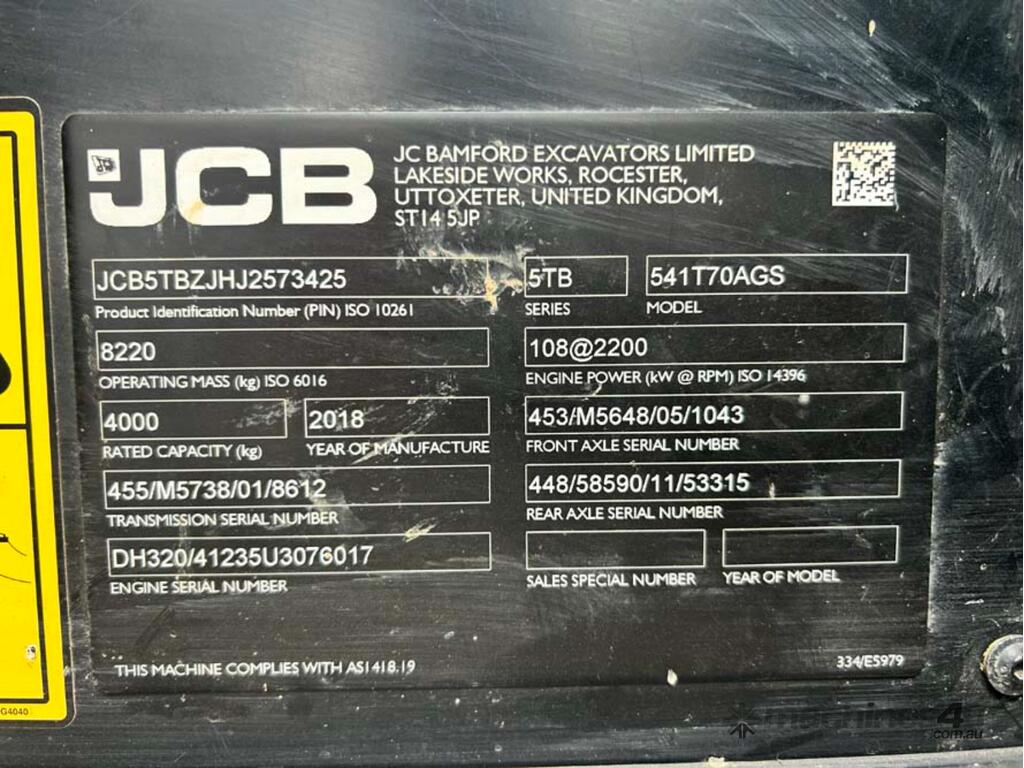 JCB
JC BAMFORD EXCAVATORS LIMITED
LAKESIDE WORKS, ROCESTER,
UTTOXETER, UNITED KINGDOM,
ST14 5JP
JCB5TBZJHJ2573425
Product Identification Number (PIN) ISO 10261
5TB
SERIES
541T70AGS
MODEL
8220
OPERATING MASS (kg) ISO 6016
108@2200
ENGINE POWER (kW @ RPM) ISO 14396
4000
RATED CAPACITY (kg)
2018
YEAR OF MANUFACTURE
453/M5648/05/1043
FRONT AXLE SERIAL NUMBER
455/M5738/01/8612
TRANSMISSION SERIAL NUMBER
448/58590/11/53315
REAR AXLE SERIAL NUMBER
DH320/41235U3076017
ENGINE SERIAL NUMBER
SALES SPECIAL NUMBER
YEAR OF MODEL
THIS MACHINE COMPLIES WITH AS1418.19
334/E5979
G4040
machines4u
.com.au